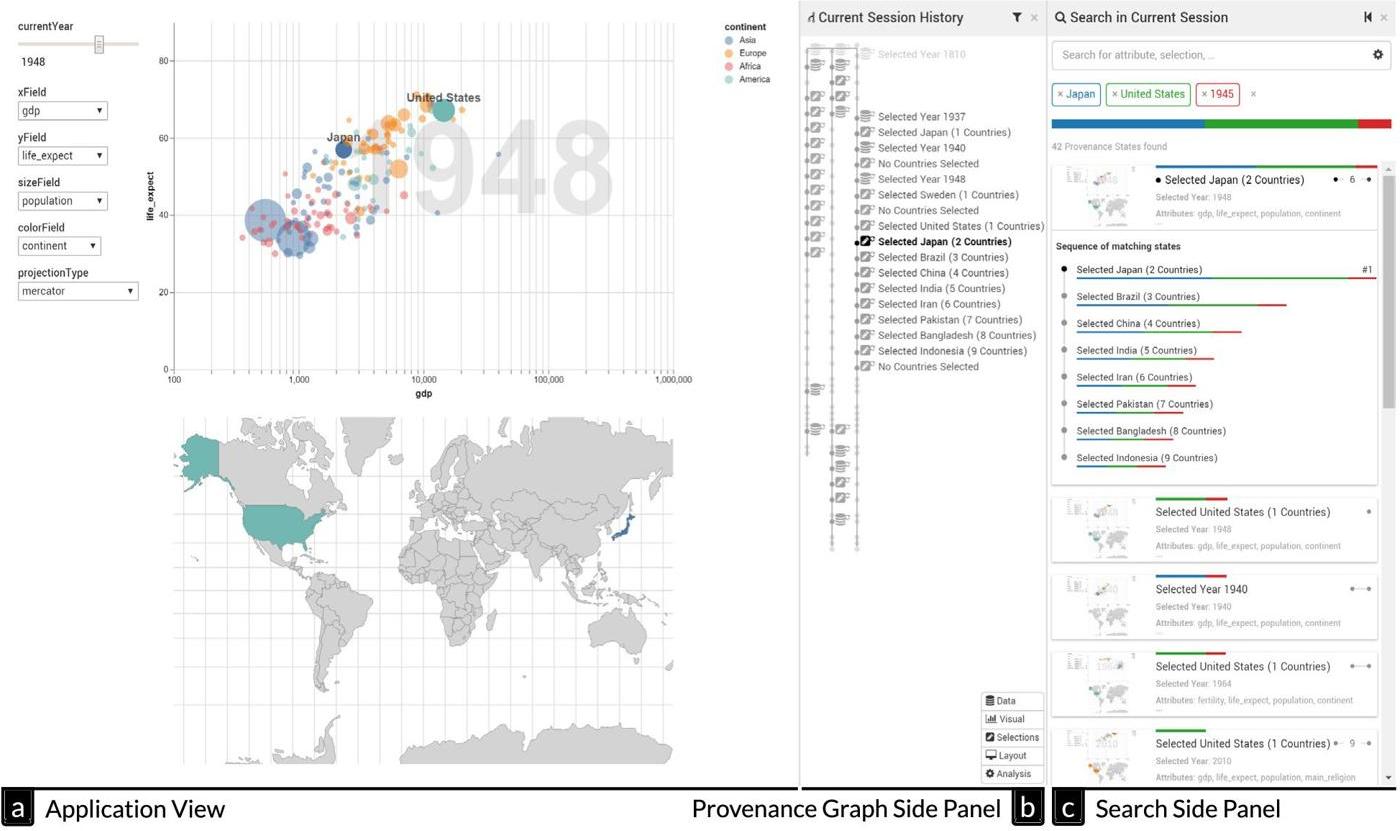 currentYear
1948
xField
gdp
yField
life_expect
sizeField
population
colorField
continent
projectionType
mercator
life_expect
80
60
40
20
0
1948
United States
Japan
100
1,000
10,000
100,000
1,000,000
gdp
continent
Asia
Europe
Africa
America
Current Session History
Selected Year 1810
Selected Year 1937
Selected Japan (1 Countries)
Selected Year 1940
No Countries Selected
Selected Year 1948
Selected Sweden (1 Countries)
No Countries Selected
Selected United States (1 Countries)
Selected Japan (2 Countries)
Selected Brazil (3 Countries)
Selected China (4 Countries)
Selected India (5 Countries)
Selected Iran (6 Countries)
Selected Pakistan (7 Countries)
Selected Bangladesh (8 Countries)
Selected Indonesia (9 Countries)
No Countries Selected
Data
Visual
Selections
Layout
Analysis
Search in Current Session
Search for attribute, selection, ...
× Japan × United States × 1945 ×
42 Provenance States found
Selected Japan (2 Countries) 6
Selected Year: 1948
Attributes: gdp, life_expect, population, continent
Sequence of matching states
Selected Japan (2 Countries) #1
Selected Brazil (3 Countries)
Selected China (4 Countries)
Selected India (5 Countries)
Selected Iran (6 Countries)
Selected Pakistan (7 Countries)
Selected Bangladesh (8 Countries)
Selected Indonesia (9 Countries)
Selected United States (1 Countries)
Selected Year: 1948
Attributes: gdp, life_expect, population, continent
...
Selected Year 1940
Selected Year: 1940
Attributes: gdp, life_expect, population, continent
...
Selected United States (1 Countries)
Selected Year: 1964
Attributes: fertility, life_expect, population, continent
...
Selected United States (1 Countries) 9
Selected Year: 2010
Attributes: gdp, life_expect, population, main_religion
a Application View
Provenance Graph Side Panel b
c Search Side Panel